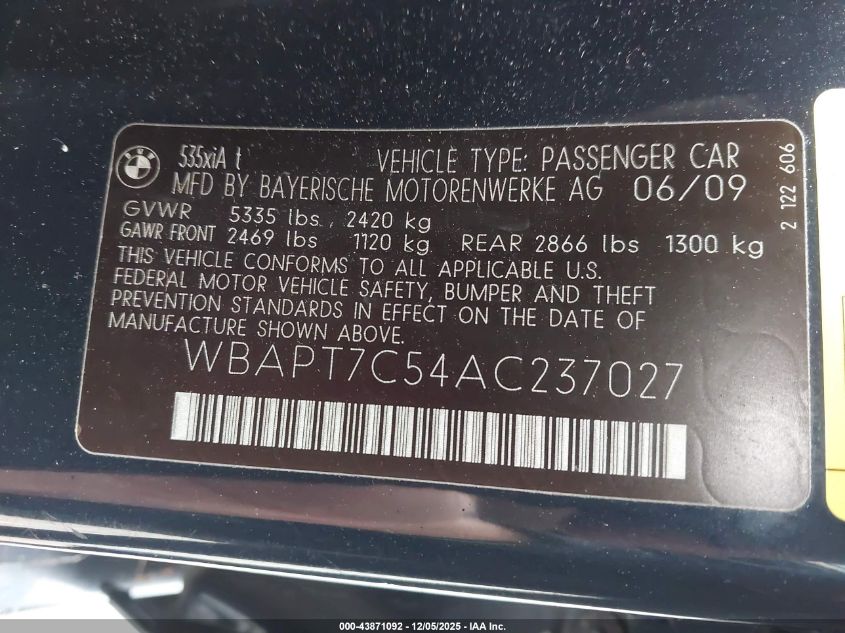 BMW
535xiA t
VEHICLE TYPE: PASSENGER CAR
MFD BY BAYERISCHE MOTORENWERKE AG 06/09
GVWR 5335 lbs 2420 kg
GAWR FRONT 2469 lbs 1120 kg REAR 2866 lbs 1300 kg
THIS VEHICLE CONFORMS TO ALL APPLICABLE U.S.
FEDERAL MOTOR VEHICLE SAFETY, BUMPER AND THEFT
PREVENTION STANDARDS IN EFFECT ON THE DATE OF
MANUFACTURE SHOWN ABOVE.
WBAPT7C54AC237027
2 122 606
000-43871092 - 12/05/2025 - IAA Inc.